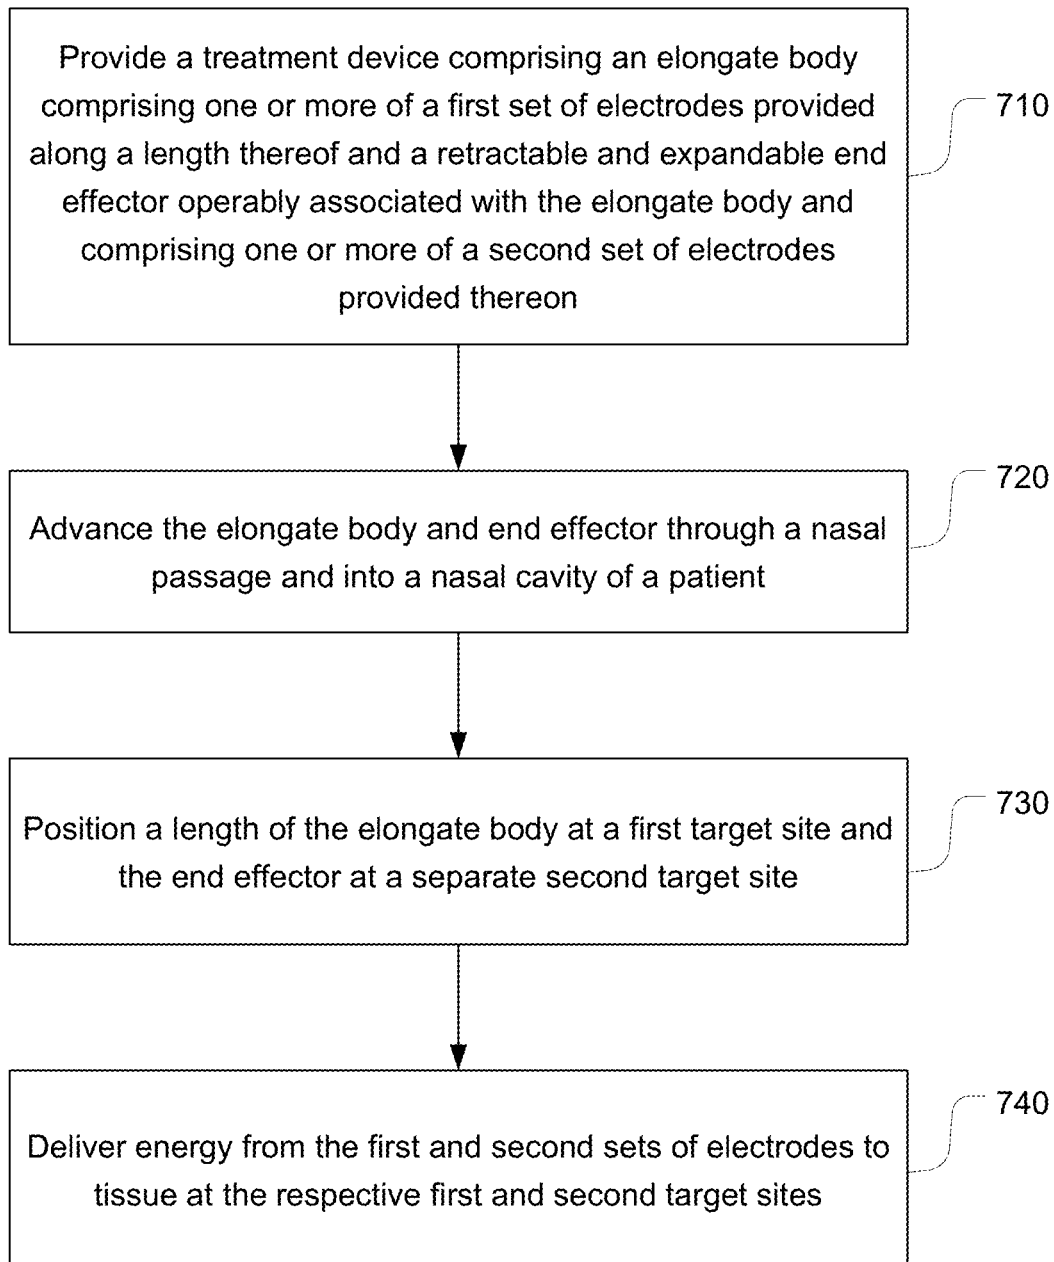 Provide a treatment device comprising an elongate body
comprising one or more of a first set of electrodes provided
along a length thereof and a retractable and expandable end
effector operably associated with the elongate body and
comprising one or more of a second set of electrodes
provided thereon
710
Advance the elongate body and end effector through a nasal
passage and into a nasal cavity of a patient
720
Position a length of the elongate body at a first target site and
the end effector at a separate second target site
730
Deliver energy from the first and second sets of electrodes to
tissue at the respective first and second target sites
740